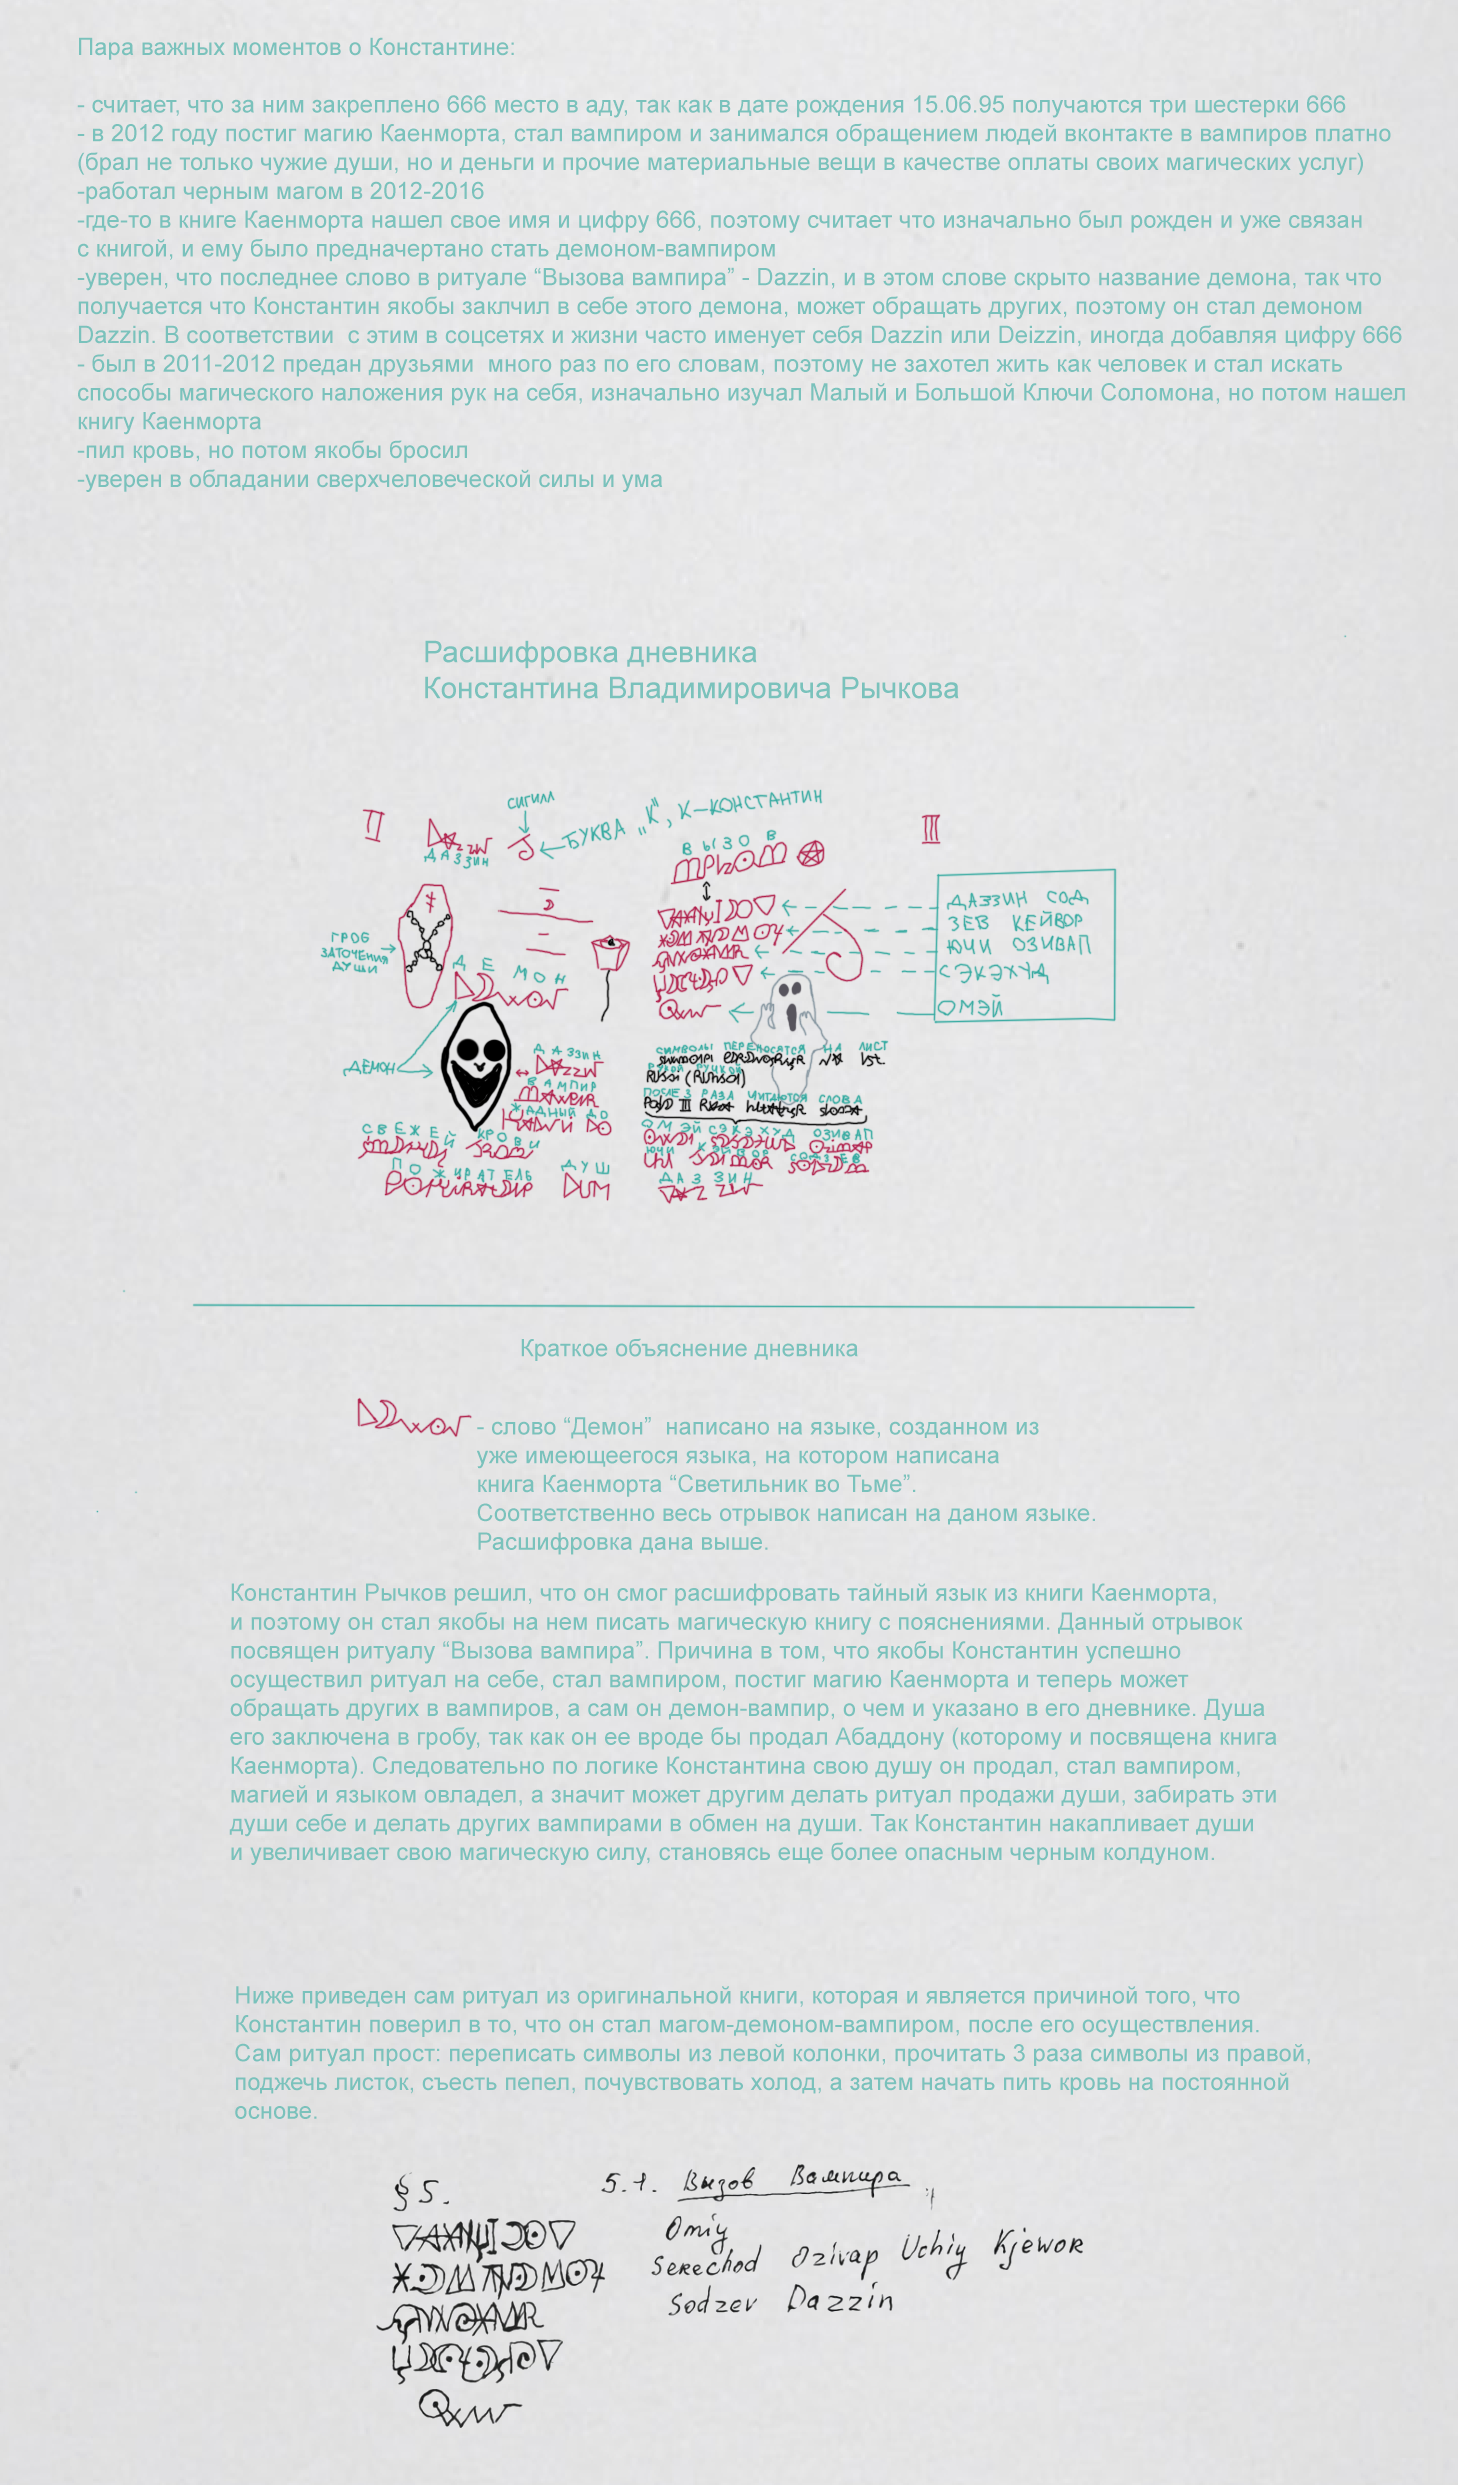 Пара важных моментов о Константине:
- считает, что за ним закреплено 666 место в аду, так как в дате рождения 15.06.95 получаются три шестерки 666
- в 2012 году постиг магию Каенморта, стал вампиром и занимался обращением людей вконтакте в вампиров платно
(брал не только чужие души, но и деньги и прочие материальные вещи в качестве оплаты своих магических услуг)
-работал черным магом в 2012-2016
-где-то в книге Каенморта нашел свое имя и цифру 666, поэтому считает что изначально был рожден и уже связан
с книгой, и ему было предначертано стать демоном-вампиром
-уверен, что последнее слово в ритуале “Вызова вампира” - Dazzin, и в этом слове скрыто название демона, так что
получается что Константин якобы заклчил в себе этого демона, может обращать других, поэтому он стал демоном
Dazzin. В соответствии  с этим в соцсетях и жизни часто именует себя Dazzin или Deizzin, иногда добавляя цифру 666
- был в 2011-2012 предан друзьями  много раз по его словам, поэтому не захотел жить как человек и стал искать
способы магического наложения рук на себя, изначально изучал Малый и Большой Ключи Соломона, но потом нашел
книгу Каенморта
-пил кровь, но потом якобы бросил
-уверен в обладании сверхчеловеческой силы и ума
Расшифровка дневника
Константина Владимировича Рычкова
СИГИЛЛ
БУКВА „К”, К-КОНСТАНТИН
II
III
ДАЗЗИН
ВЫЗОВ
ДАЗЗИН СОД
ЗЕВ КЕЙВОР
ЮЧИ ОЗИВАП
СЭКЭХУД
ОМЭЙ
ГРОБ
ЗАТОЧЕНИЯ
ДУШИ
ДЕМОН
ДЕМОН
ДАЗЗИН
ВАМПИР
ЖАДНЫЙ ДО
СВЕЖЕЙ КРОВИ
ПОЖИРАТЕЛЬ ДУШ
СИМВОЛЫ ПЕРЕНОСЯТСЯ НА ЛИСТ
РУКОЙ РУЧКОЙ
ПОСЛЕ 3 РАЗА ЧИТАЮТСЯ СЛОВА
ОМЭЙ СЭКЭХУД ОЗИВАП
ЮЧИ КЭЙВОР СОДЗЕВ
ДАЗЗИН
Краткое объяснение дневника
- слово “Демон”  написано на языке, созданном из
уже имеющеегося языка, на котором написана
книга Каенморта “Светильник во Тьме”.
Соответственно весь отрывок написан на даном языке.
Расшифровка дана выше.
Константин Рычков решил, что он смог расшифровать тайный язык из книги Каенморта,
и поэтому он стал якобы на нем писать магическую книгу с пояснениями. Данный отрывок
посвящен ритуалу “Вызова вампира”. Причина в том, что якобы Константин успешно
осуществил ритуал на себе, стал вампиром, постиг магию Каенморта и теперь может
обращать других в вампиров, а сам он демон-вампир, о чем и указано в его дневнике. Душа
его заключена в гробу, так как он ее вроде бы продал Абаддону (которому и посвящена книга
Каенморта). Следовательно по логике Константина свою душу он продал, стал вампиром,
магией и языком овладел, а значит может другим делать ритуал продажи души, забирать эти
души себе и делать других вампирами в обмен на души. Так Константин накапливает души
и увеличивает свою магическую силу, становясь еще более опасным черным колдуном.
Ниже приведен сам ритуал из оригинальной книги, которая и является причиной того, что
Константин поверил в то, что он стал магом-демоном-вампиром, после его осуществления.
Сам ритуал прост: переписать символы из левой колонки, прочитать 3 раза символы из правой,
поджечь листок, съесть пепел, почувствовать холод, а затем начать пить кровь на постоянной
основе.
§ 5.
5.1. Вызов Вампира
Omiy
Serechod Ozivap Uchiy Kjewor
Sodzev Dazzin